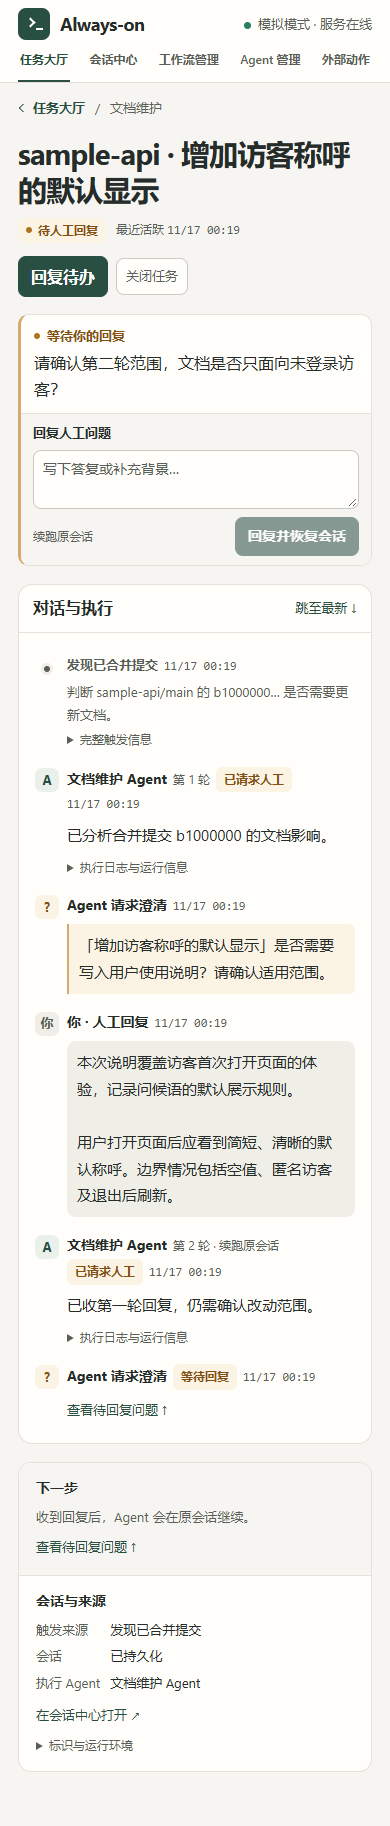 Always-on
模拟模式 · 服务在线
任务大厅 会话中心 工作流管理 Agent 管理 外部动作
‹ 任务大厅 / 文档维护
sample-api · 增加访客称呼
的默认显示
待人工回复 最近活跃 11/17 00:19
回复待办 关闭任务
等待你的回复
请确认第二轮范围，文档是否只面向未登录访
客？
回复人工问题
写下答复或补充背景...
续跑原会话 回复并恢复会话
对话与执行 跳至最新 ↓
发现已合并提交 11/17 00:19
判断 sample-api/main 的 b1000000... 是否需要更
新文档。
▶ 完整触发信息
A 文档维护 Agent 第 1 轮 已请求人工
11/17 00:19
已分析合并提交 b1000000 的文档影响。
▶ 执行日志与运行信息
? Agent 请求澄清 11/17 00:19
「增加访客称呼的默认显示」是否需要
写入用户使用说明？请确认适用范围。
你 你 · 人工回复 11/17 00:19
本次说明覆盖访客首次打开页面的体
验，记录问候语的默认展示规则。
用户打开页面后应看到简短、清晰的默
认称呼。边界情况包括空值、匿名访客
及退出后刷新。
A 文档维护 Agent 第 2 轮 · 续跑原会话
已请求人工 11/17 00:19
已收第一轮回复，仍需确认改动范围。
▶ 执行日志与运行信息
? Agent 请求澄清 等待回复 11/17 00:19
查看待回复问题 ↑
下一步
收到回复后，Agent 会在原会话继续。
查看待回复问题 ↑
会话与来源
触发来源 发现已合并提交
会话 已持久化
执行 Agent 文档维护 Agent
在会话中心打开 ↗
▶ 标识与运行环境